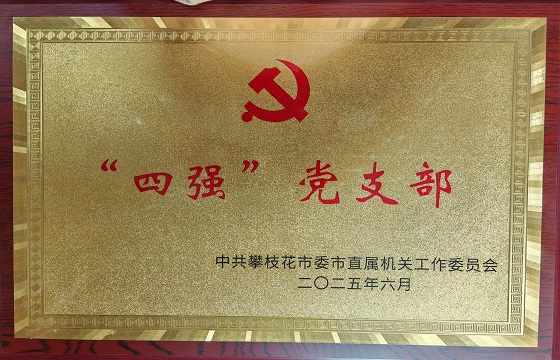 “四强”党支部
中共攀枝花市委市直属机关工作委员会
二〇二五年六月